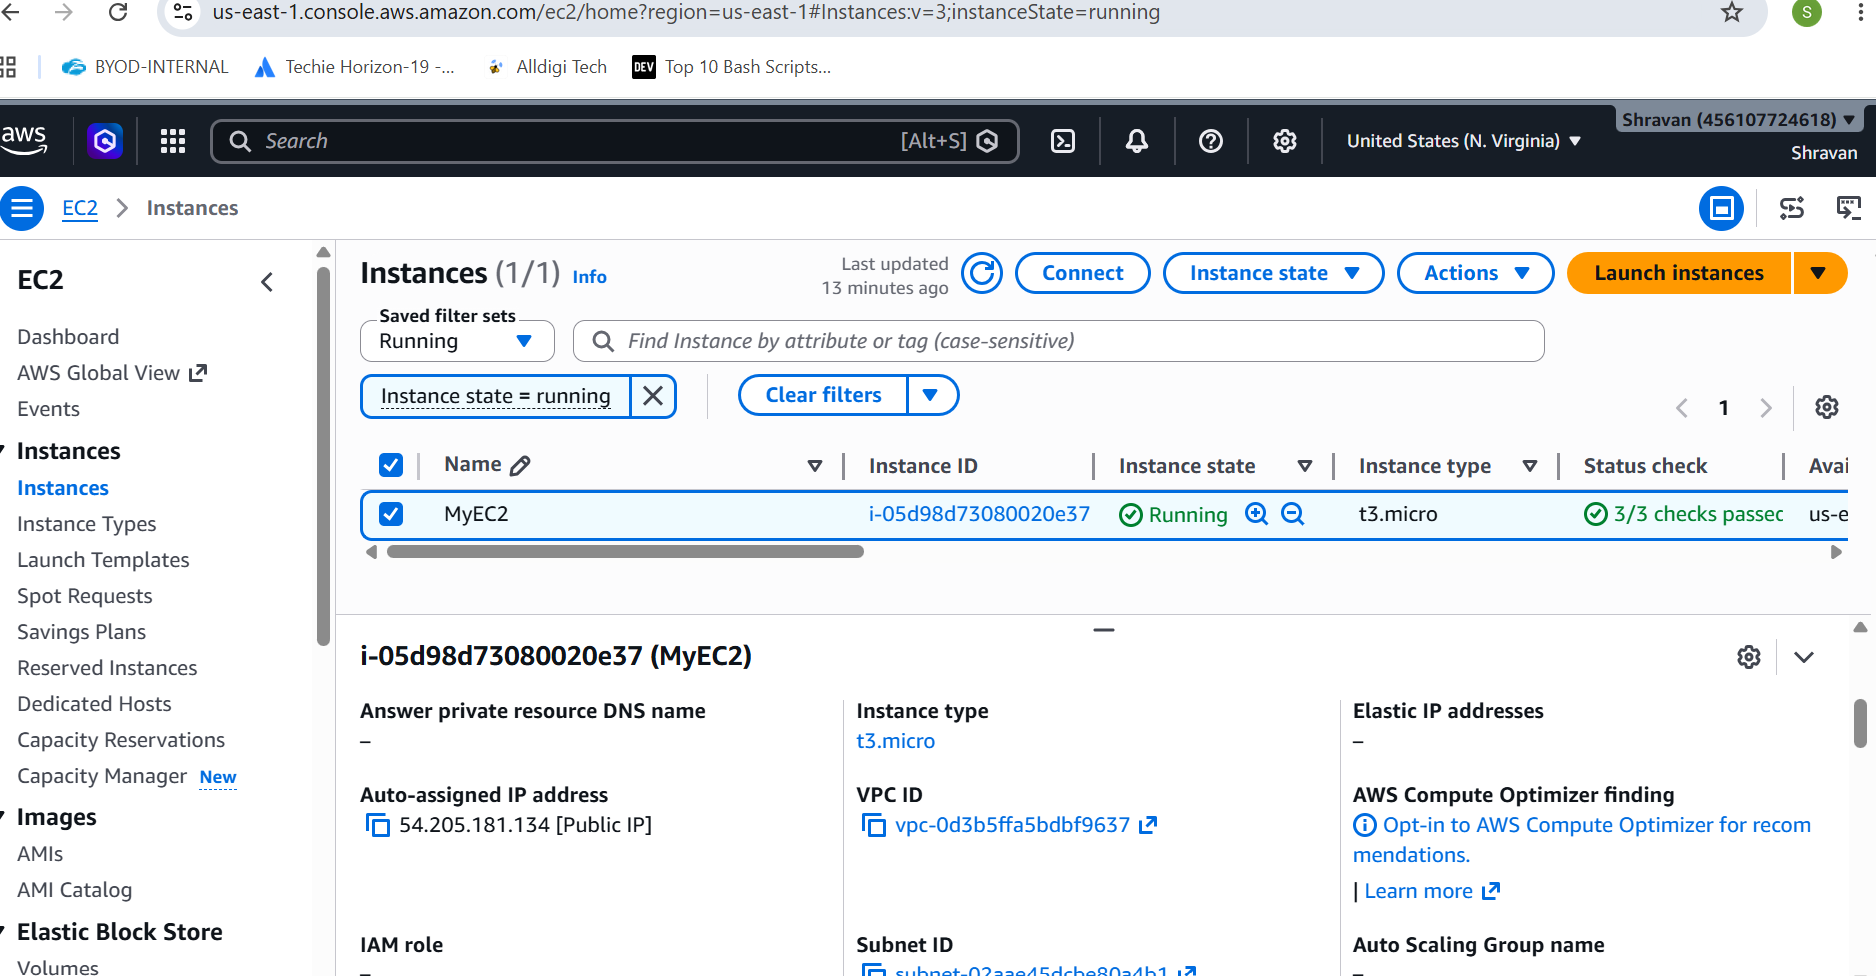 us-east-1.console.aws.amazon.com/ec2/home?region=us-east-1#Instances:v=3;instanceState=running
S
BYOD-INTERNAL
Techie Horizon-19 -...
Alldigi Tech
DEV
Top 10 Bash Scripts...
aws
Search
[Alt+S]
United States (N. Virginia)
Shravan (456107724618)
Shravan
EC2
Instances
EC2
Dashboard
AWS Global View
Events
Instances
Instances
Instance Types
Launch Templates
Spot Requests
Savings Plans
Reserved Instances
Dedicated Hosts
Capacity Reservations
Capacity Manager New
Images
AMIs
AMI Catalog
Elastic Block Store
Volumes
Instances (1/1) Info
Last updated
13 minutes ago
Connect
Instance state
Actions
Launch instances
Saved filter sets
Running
Find Instance by attribute or tag (case-sensitive)
Instance state = running
Clear filters
1
Name
Instance ID
Instance state
Instance type
Status check
Avai
MyEC2
i-05d98d73080020e37
Running
t3.micro
3/3 checks passec
us-e
i-05d98d73080020e37 (MyEC2)
Answer private resource DNS name
–
Instance type
t3.micro
Elastic IP addresses
–
Auto-assigned IP address
54.205.181.134 [Public IP]
VPC ID
vpc-0d3b5ffa5bdbf9637
AWS Compute Optimizer finding
Opt-in to AWS Compute Optimizer for recom
mendations.
| Learn more
IAM role
–
Subnet ID
subnet-02aae45dcbe80a4b1
Auto Scaling Group name
–